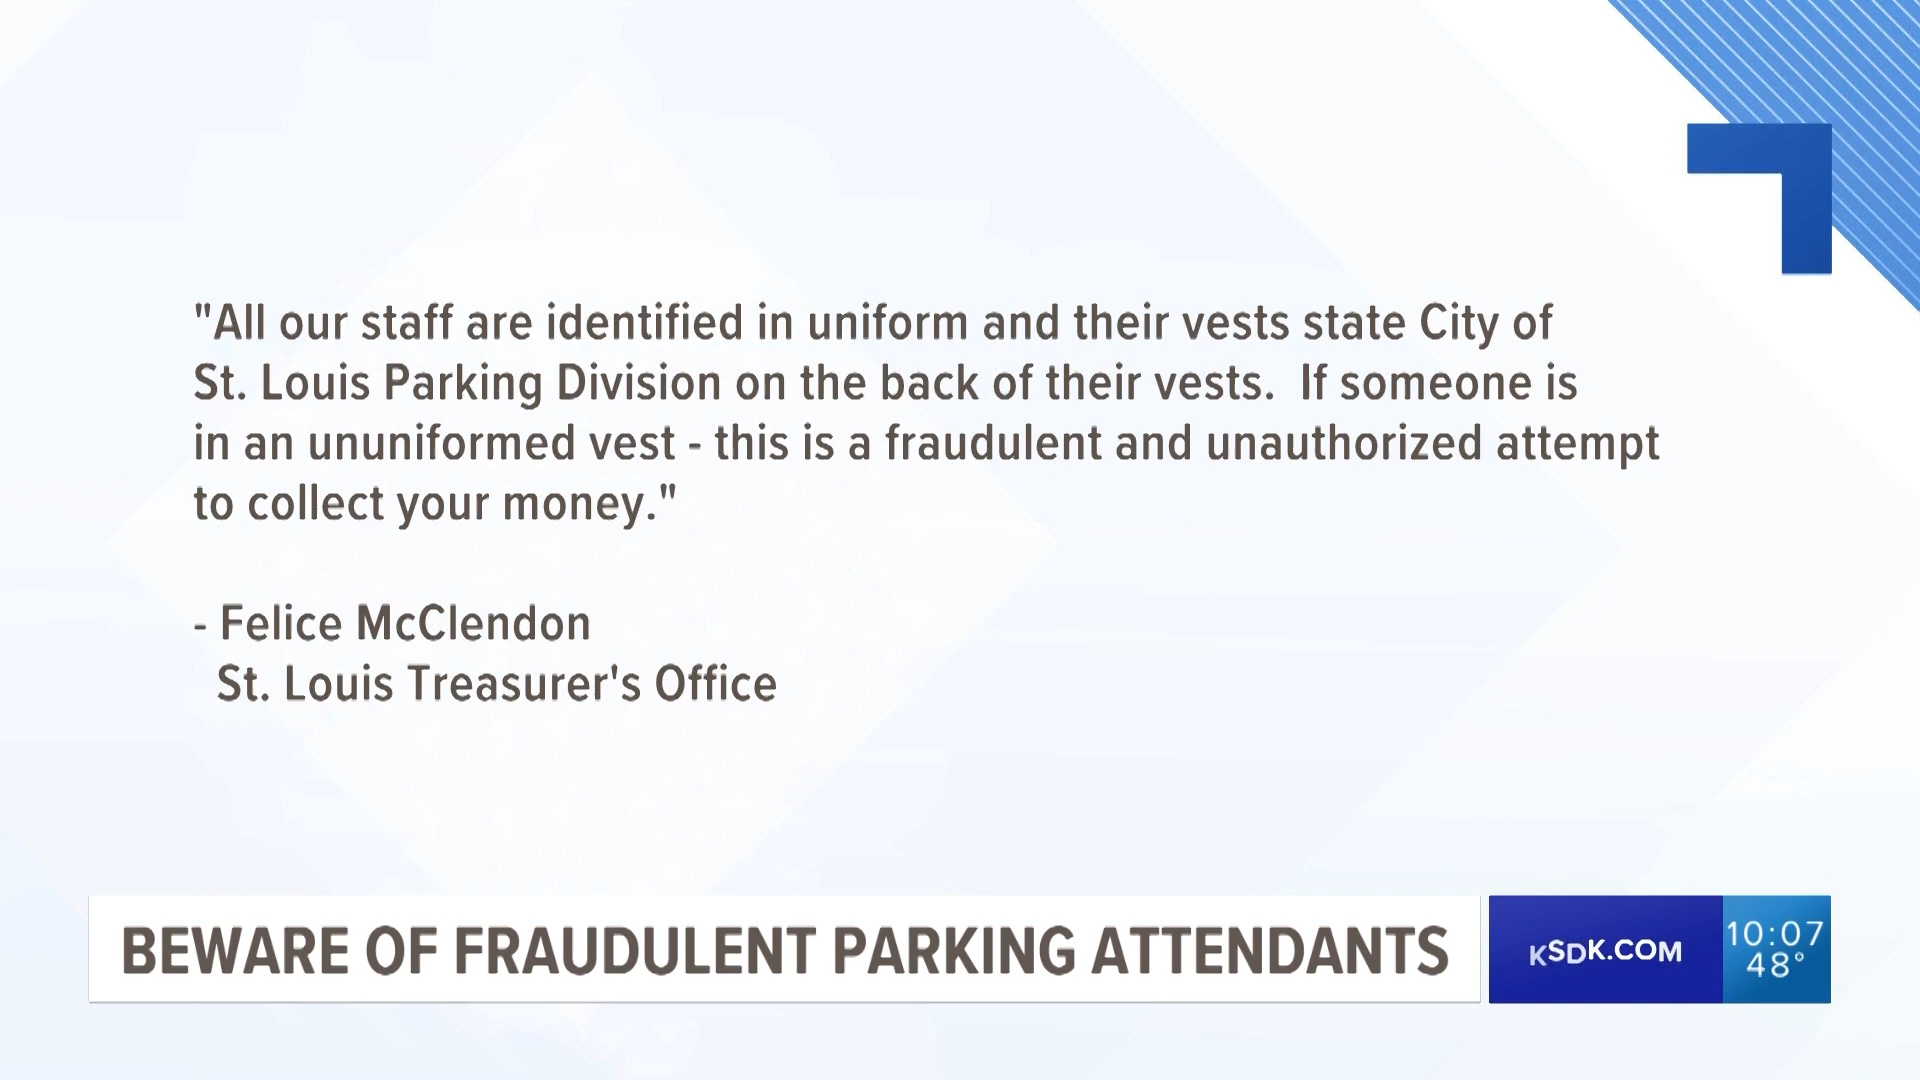 "All our staff are identified in uniform and their vests state City of
St. Louis Parking Division on the back of their vests.  If someone is
in an ununiformed vest - this is a fraudulent and unauthorized attempt
to collect your money."
- Felice McClendon
St. Louis Treasurer's Office
BEWARE OF FRAUDULENT PARKING ATTENDANTS
KSDK.COM
10:07
48°